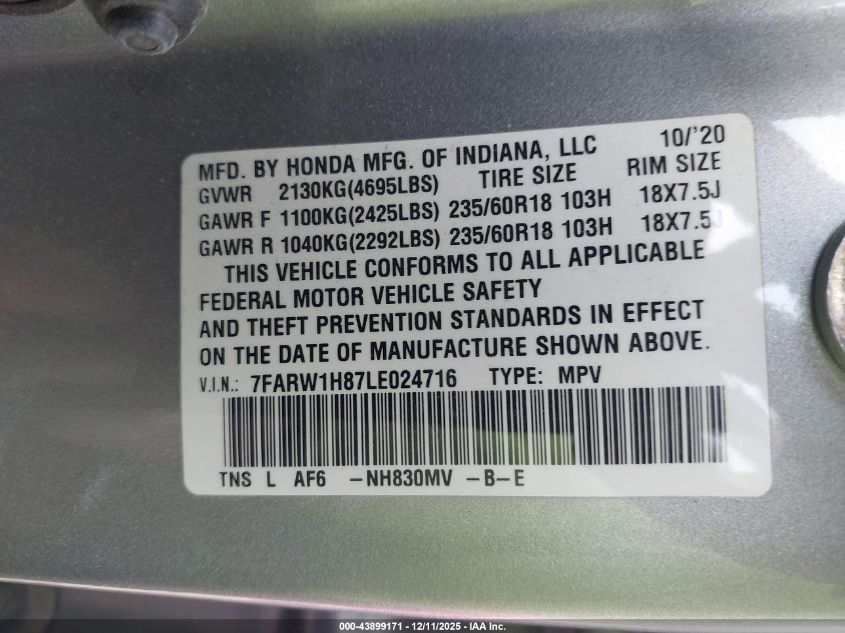 MFD. BY HONDA MFG. OF INDIANA, LLC 10/'20
GVWR 2130KG(4695LBS) TIRE SIZE RIM SIZE
GAWR F 1100KG(2425LBS) 235/60R18 103H 18X7.5J
GAWR R 1040KG(2292LBS) 235/60R18 103H 18X7.5J
THIS VEHICLE CONFORMS TO ALL APPLICABLE
FEDERAL MOTOR VEHICLE SAFETY
AND THEFT PREVENTION STANDARDS IN EFFECT
ON THE DATE OF MANUFACTURE SHOWN ABOVE.
V.I.N.: 7FARW1H87LE024716 TYPE: MPV
TNS L AF6 -NH830MV -B-E
000-43899171 - 12/11/2025 - IAA Inc.